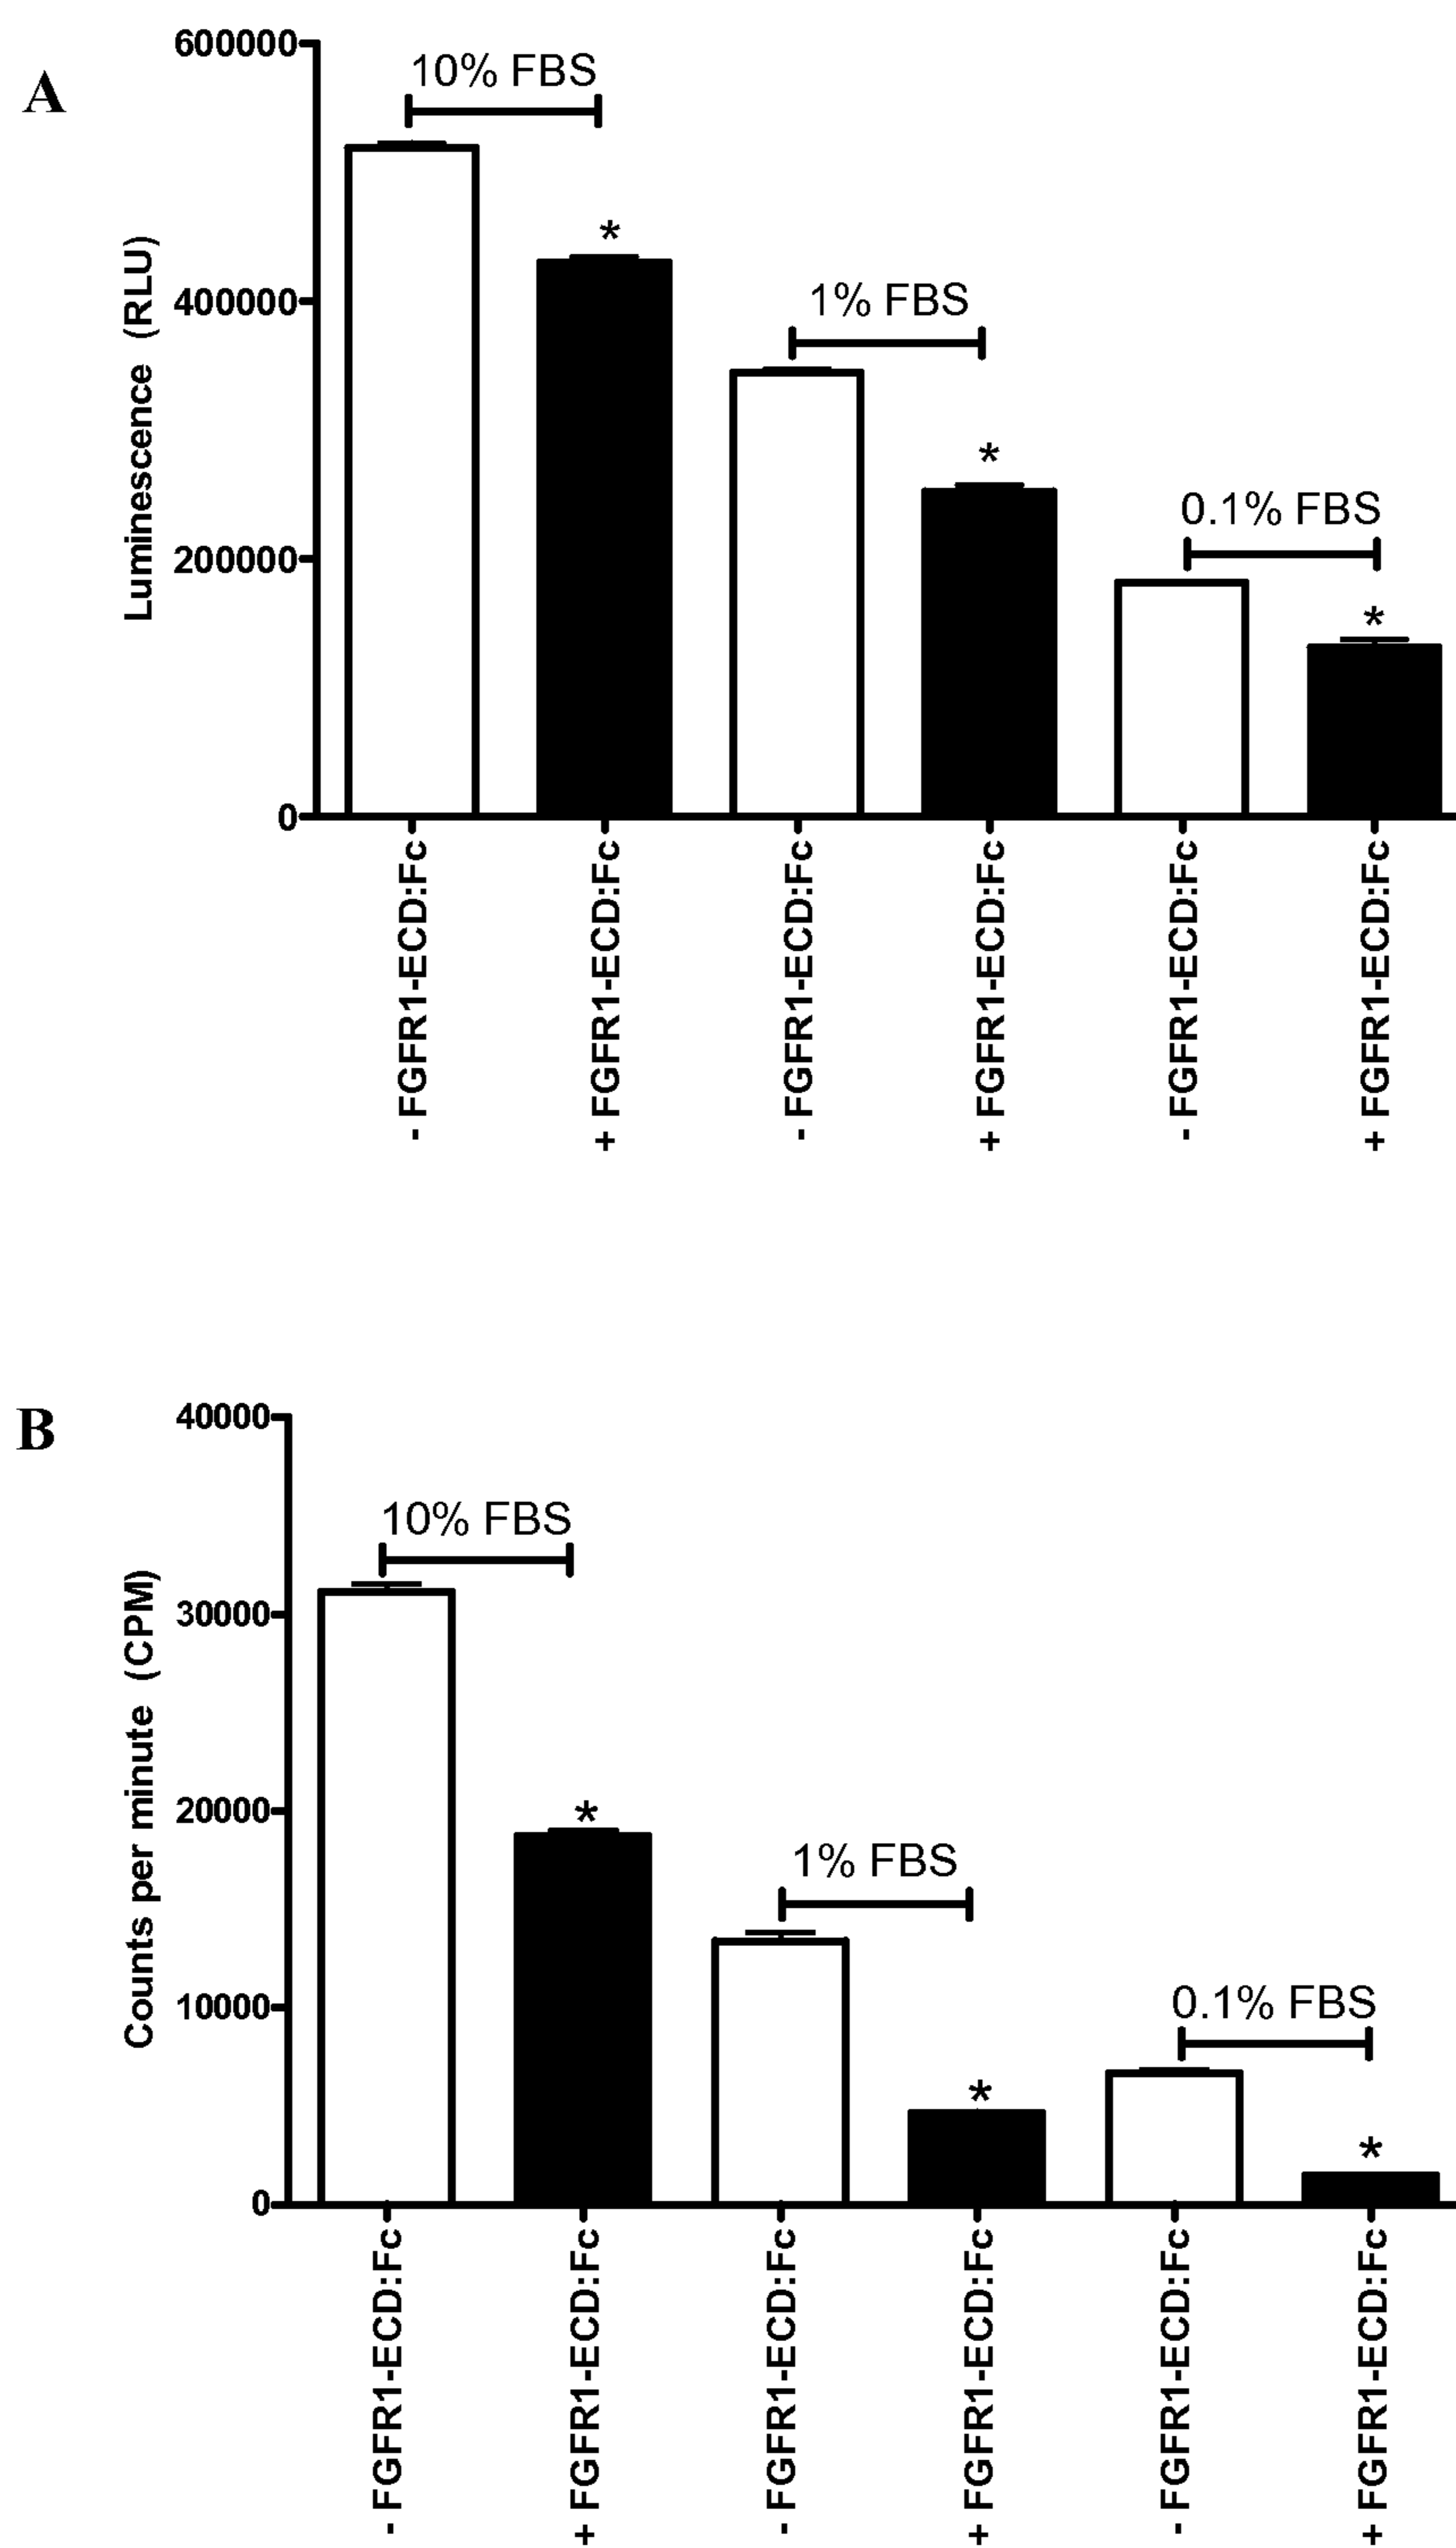 A
600000
400000
200000
0
Luminescence (RLU)
10% FBS
*
1% FBS
*
0.1% FBS
*
- FGFR1-ECD:Fc
+ FGFR1-ECD:Fc
- FGFR1-ECD:Fc
+ FGFR1-ECD:Fc
- FGFR1-ECD:Fc
+ FGFR1-ECD:Fc
B
40000
30000
20000
10000
0
Counts per minute (CPM)
10% FBS
*
1% FBS
*
0.1% FBS
*
- FGFR1-ECD:Fc
+ FGFR1-ECD:Fc
- FGFR1-ECD:Fc
+ FGFR1-ECD:Fc
- FGFR1-ECD:Fc
+ FGFR1-ECD:Fc